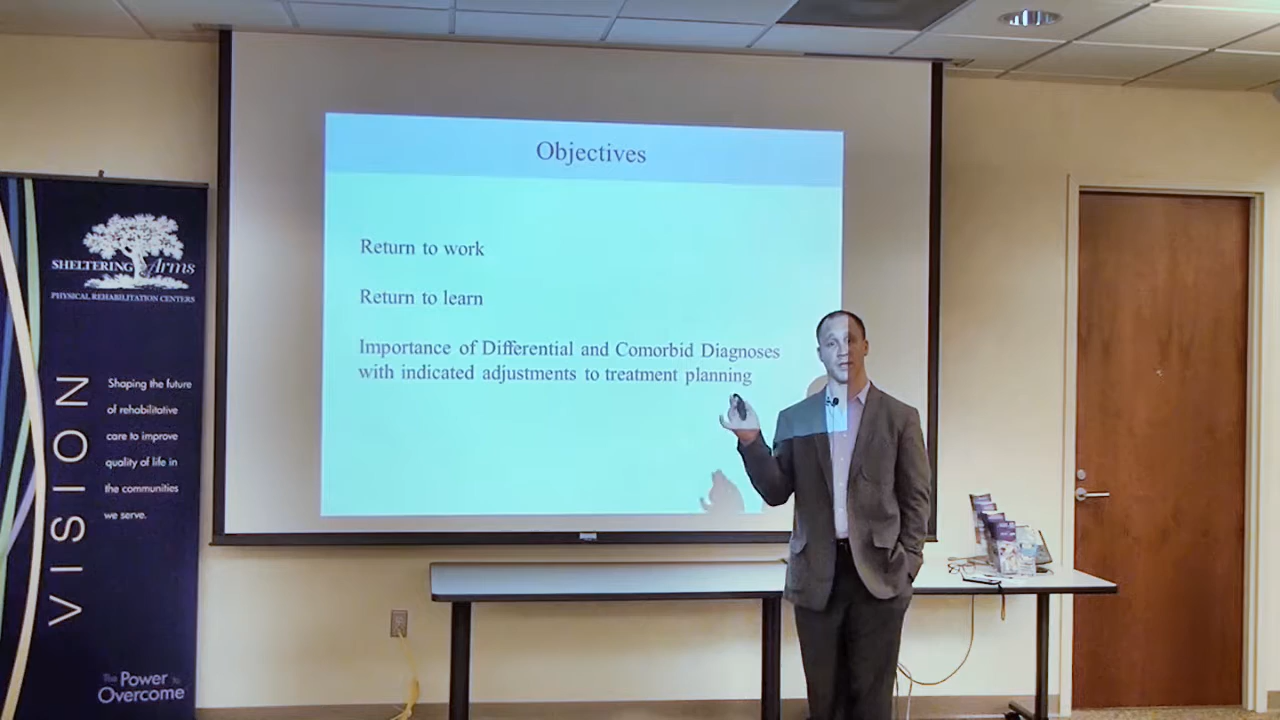 Objectives
Return to work
Return to learn
Importance of Differential and Comorbid Diagnoses
with indicated adjustments to treatment planning
SHELTERING Arms
PHYSICAL REHABILITATION CENTERS
VISION
Shaping the future
of rehabilitative
care to improve
quality of life in
the communities
we serve.
The Power to
Overcome